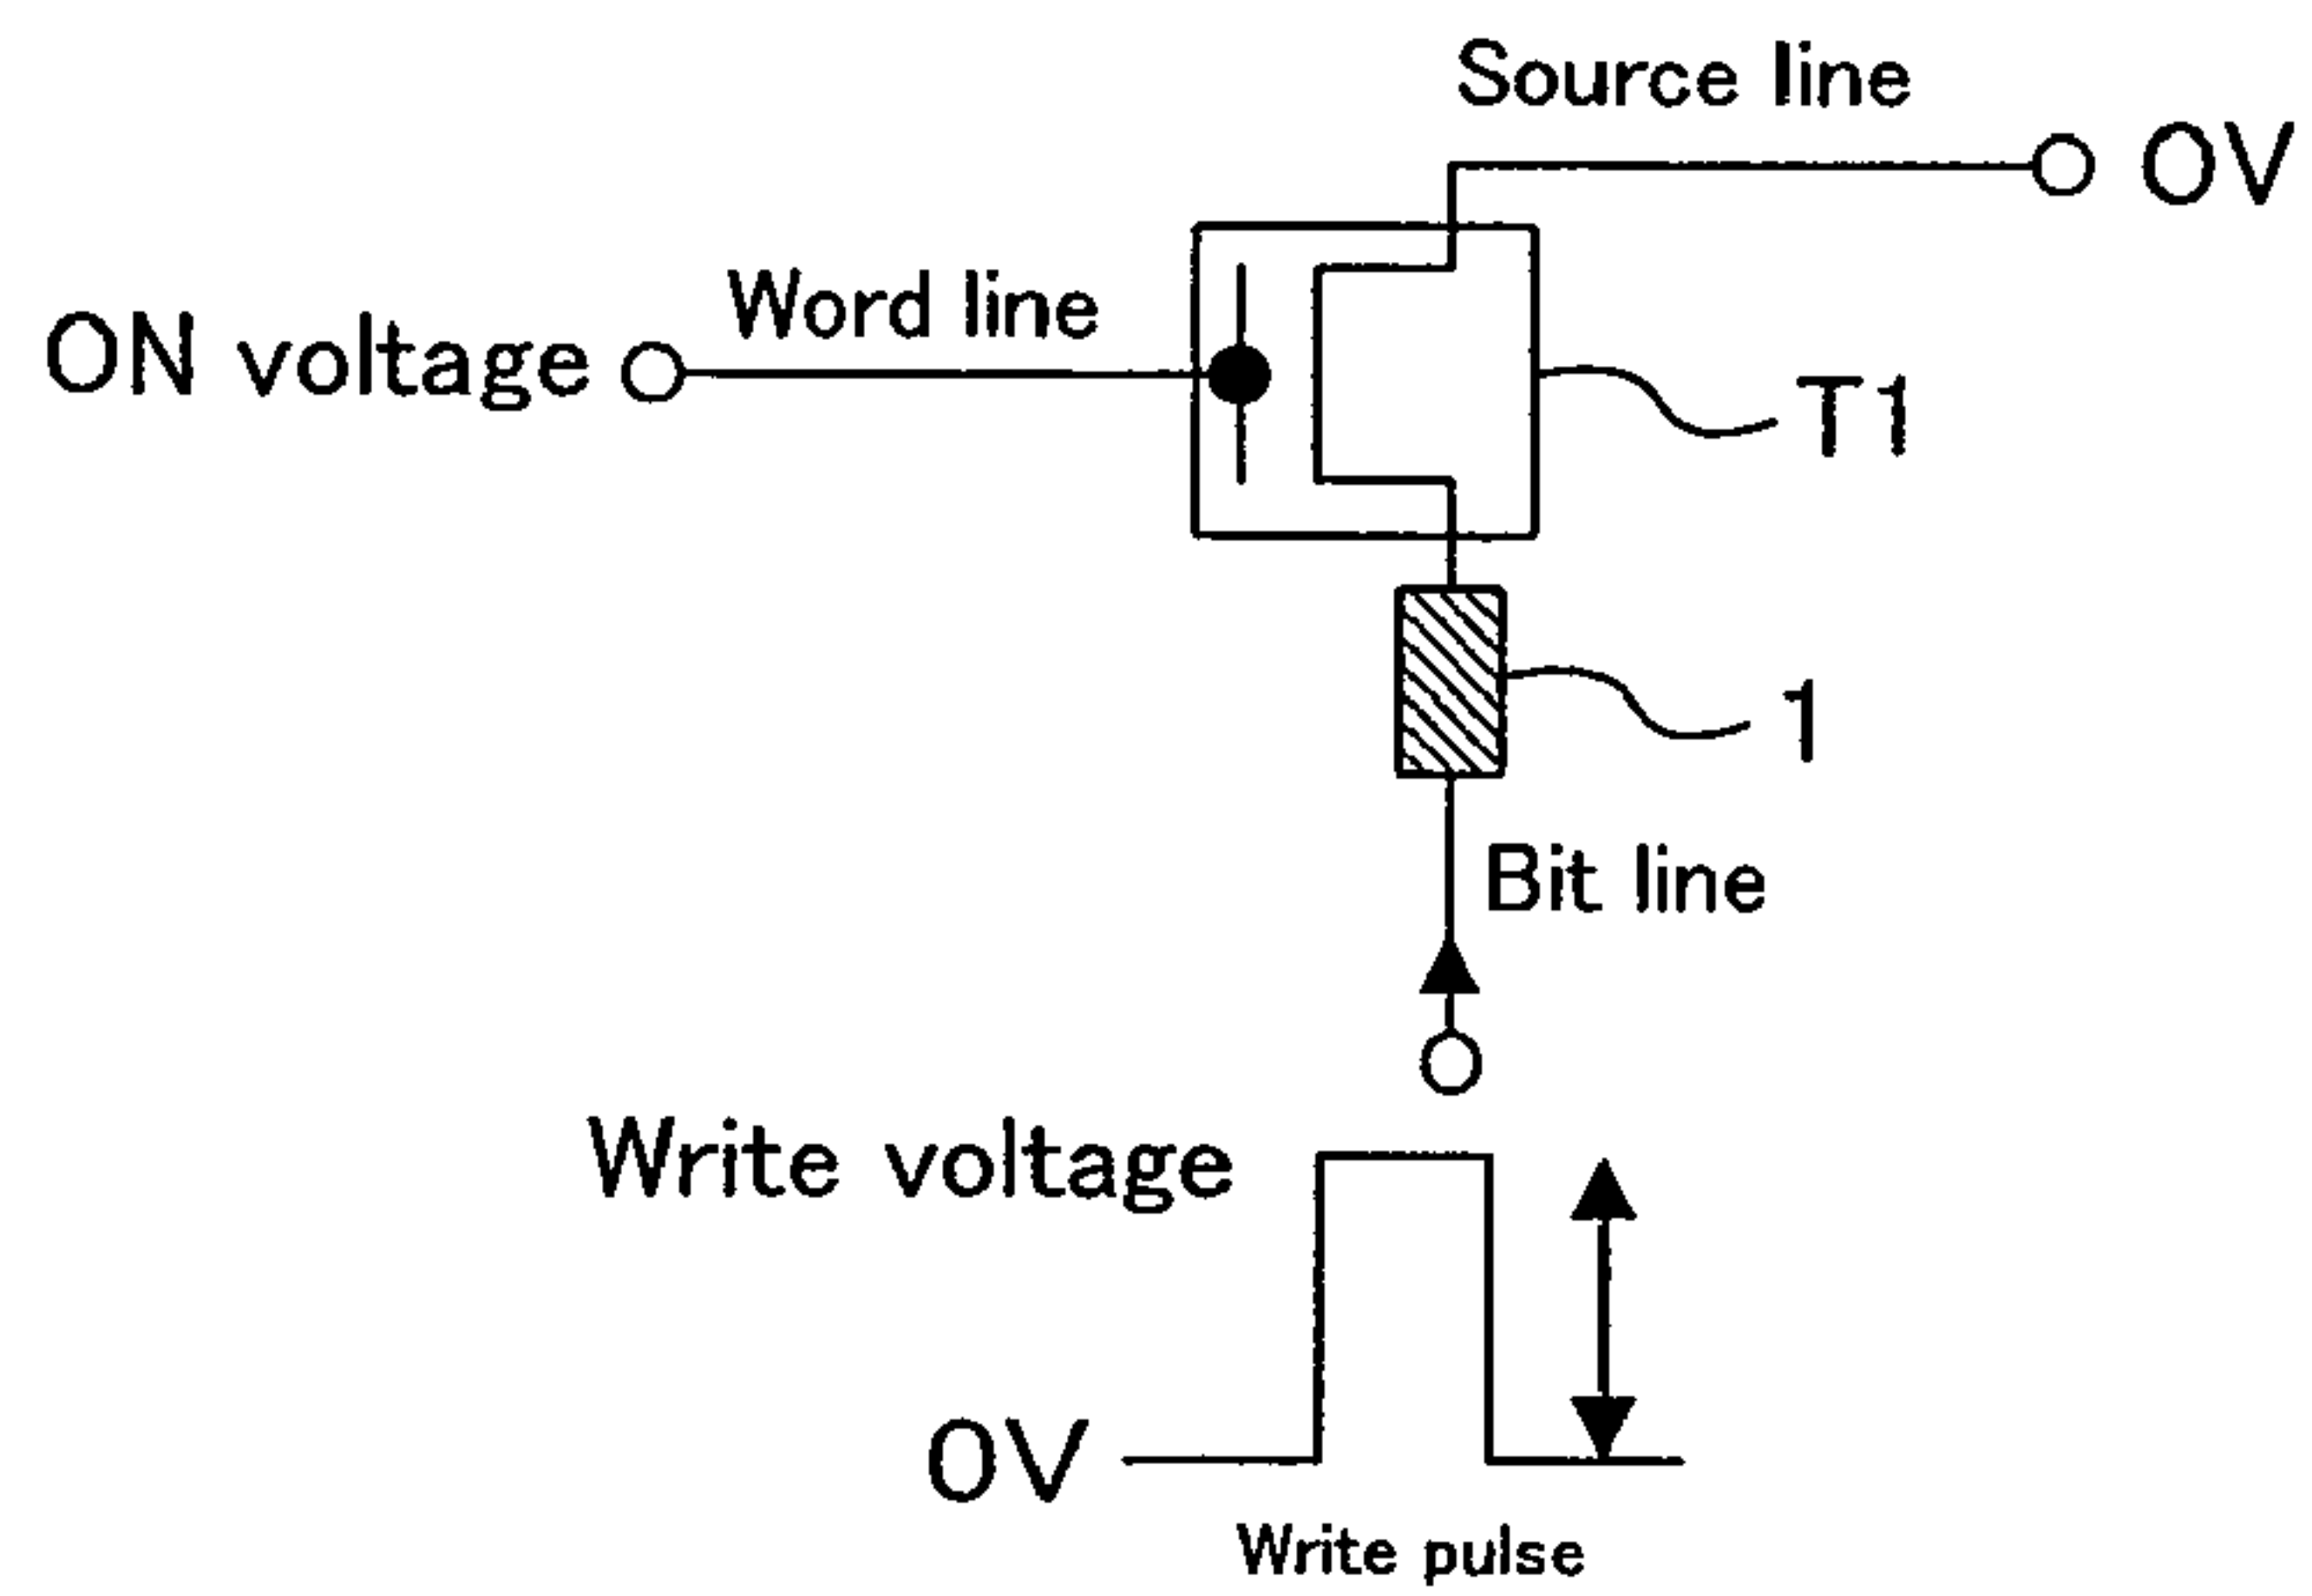 Source line
0V
Word line
ON voltage
T1
1
Bit line
Write voltage
0V
Write pulse